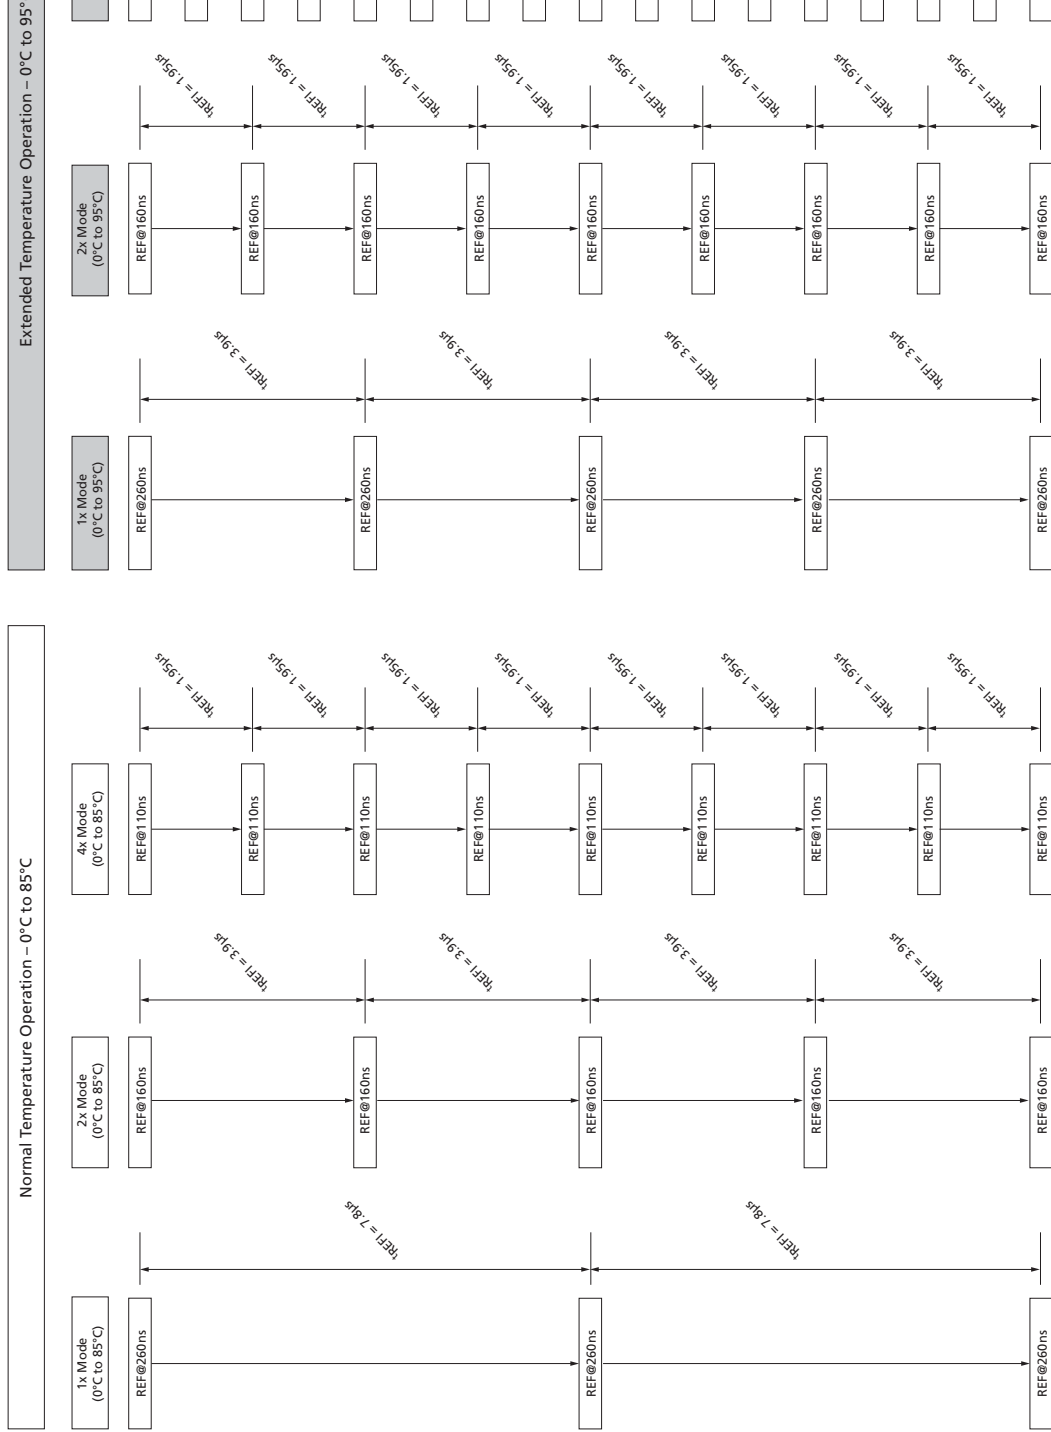 Normal Temperature Operation – 0°C to 85°C
1x Mode
(0°C to 85°C)
REF@260ns
tREFI = 7.8µs
REF@260ns
tREFI = 7.8µs
REF@260ns
2x Mode
(0°C to 85°C)
REF@160ns
tREFI = 3.9µs
REF@160ns
tREFI = 3.9µs
REF@160ns
tREFI = 3.9µs
REF@160ns
tREFI = 3.9µs
REF@160ns
4x Mode
(0°C to 85°C)
REF@110ns
tREFI = 1.95µs
REF@110ns
tREFI = 1.95µs
REF@110ns
tREFI = 1.95µs
REF@110ns
tREFI = 1.95µs
REF@110ns
tREFI = 1.95µs
REF@110ns
tREFI = 1.95µs
REF@110ns
tREFI = 1.95µs
REF@110ns
tREFI = 1.95µs
REF@110ns
Extended Temperature Operation – 0°C to 95°
1x Mode
(0°C to 95°C)
REF@260ns
tREFI = 3.9µs
REF@260ns
tREFI = 3.9µs
REF@260ns
tREFI = 3.9µs
REF@260ns
tREFI = 3.9µs
REF@260ns
2x Mode
(0°C to 95°C)
REF@160ns
tREFI = 1.95µs
REF@160ns
tREFI = 1.95µs
REF@160ns
tREFI = 1.95µs
REF@160ns
tREFI = 1.95µs
REF@160ns
tREFI = 1.95µs
REF@160ns
tREFI = 1.95µs
REF@160ns
tREFI = 1.95µs
REF@160ns
tREFI = 1.95µs
REF@160ns